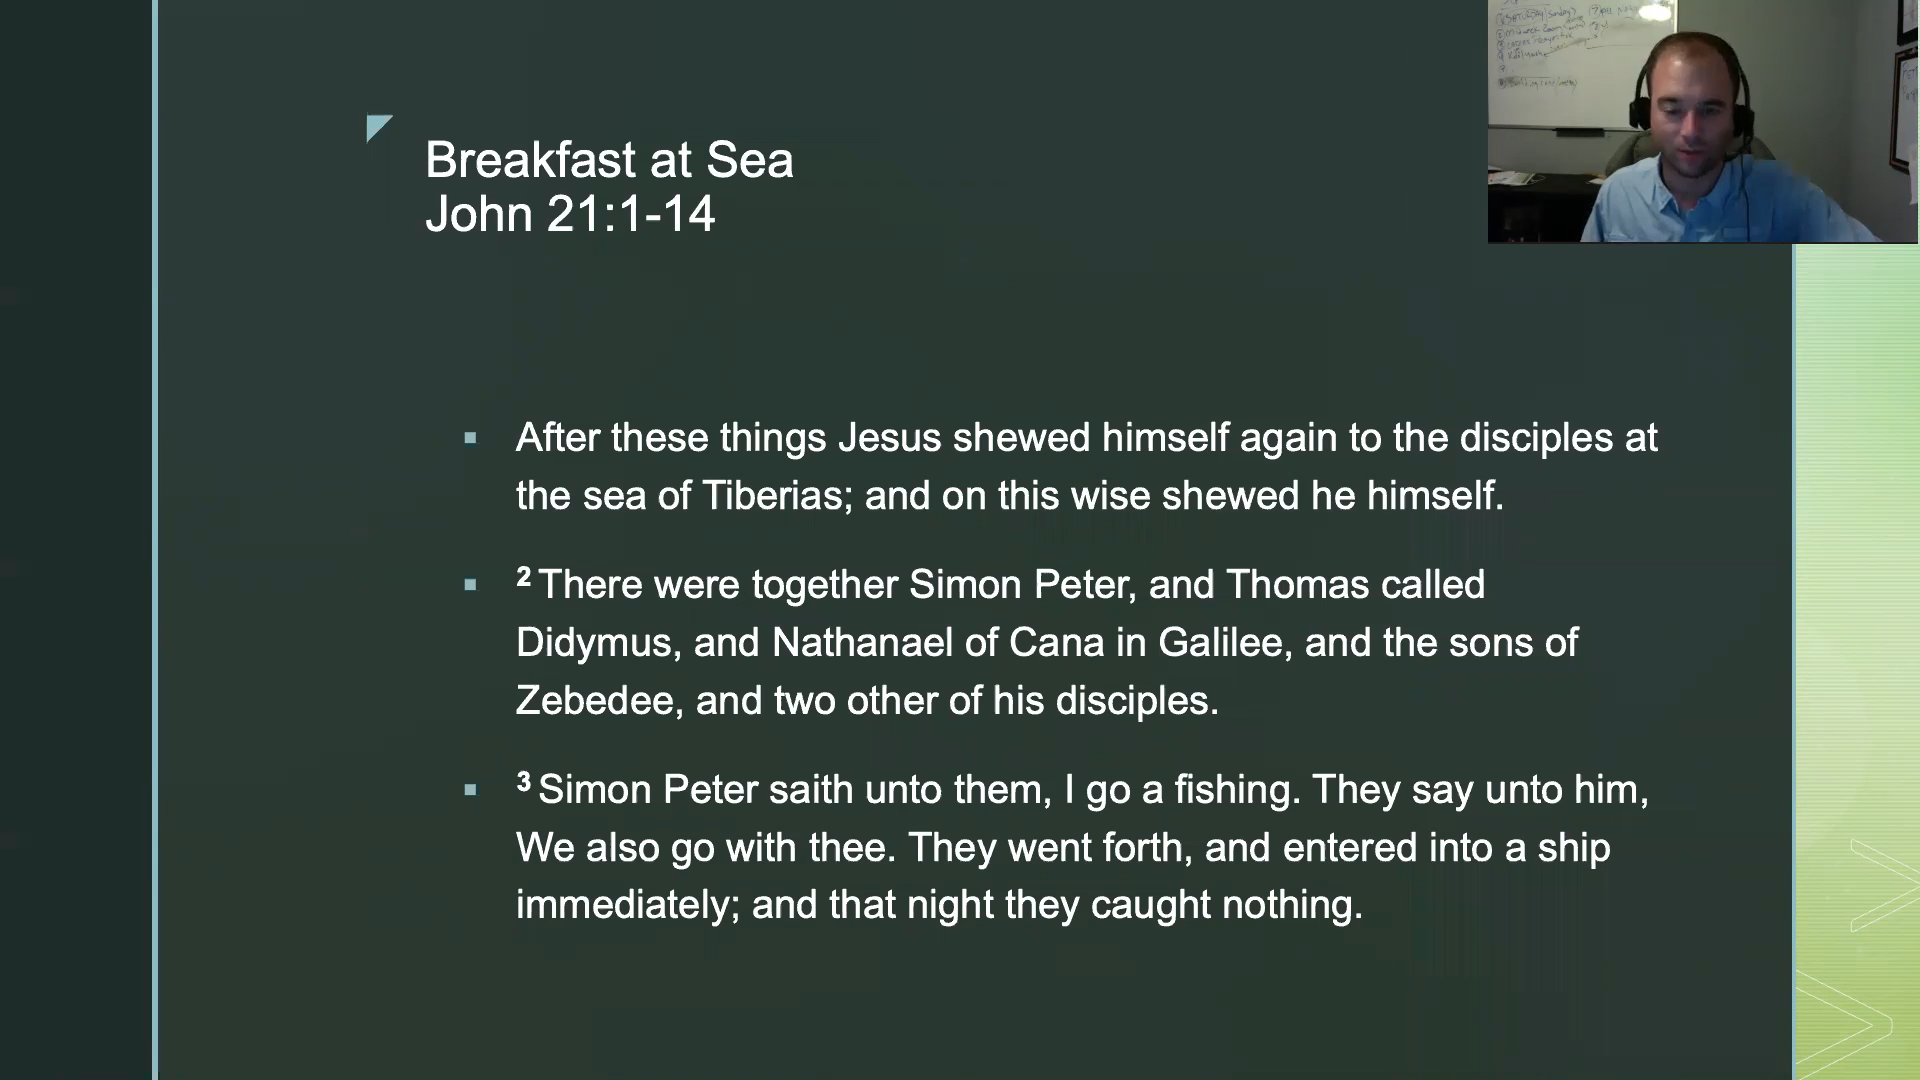 Breakfast at Sea
John 21:1-14
After these things Jesus shewed himself again to the disciples at
the sea of Tiberias; and on this wise shewed he himself.
2 There were together Simon Peter, and Thomas called
Didymus, and Nathanael of Cana in Galilee, and the sons of
Zebedee, and two other of his disciples.
3 Simon Peter saith unto them, I go a fishing. They say unto him,
We also go with thee. They went forth, and entered into a ship
immediately; and that night they caught nothing.